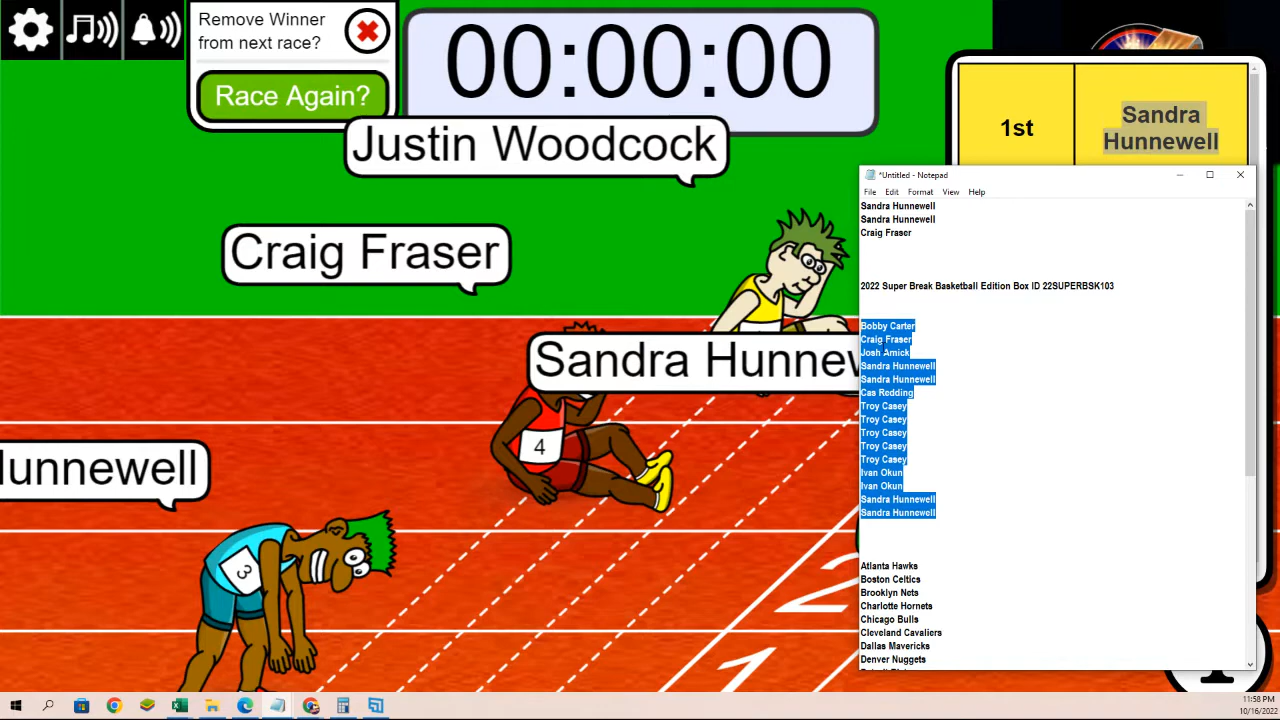 Remove Winner
from next race?
Race Again?
00:00:00
Justin Woodcock
Craig Fraser
Sandra Hunnew
Hunnewell
4
3
2
1
1st
Sandra
Hunnewell
*Untitled - Notepad
File Edit Format View Help
Sandra Hunnewell
Sandra Hunnewell
Craig Fraser
2022 Super Break Basketball Edition Box ID 22SUPERBSK103
Bobby Carter
Craig Fraser
Josh Amick
Sandra Hunnewell
Sandra Hunnewell
Cas Redding
Troy Casey
Troy Casey
Troy Casey
Troy Casey
Troy Casey
Ivan Okun
Ivan Okun
Sandra Hunnewell
Sandra Hunnewell
Atlanta Hawks
Boston Celtics
Brooklyn Nets
Charlotte Hornets
Chicago Bulls
Cleveland Cavaliers
Dallas Mavericks
Denver Nuggets
11:58 PM
10/16/2022